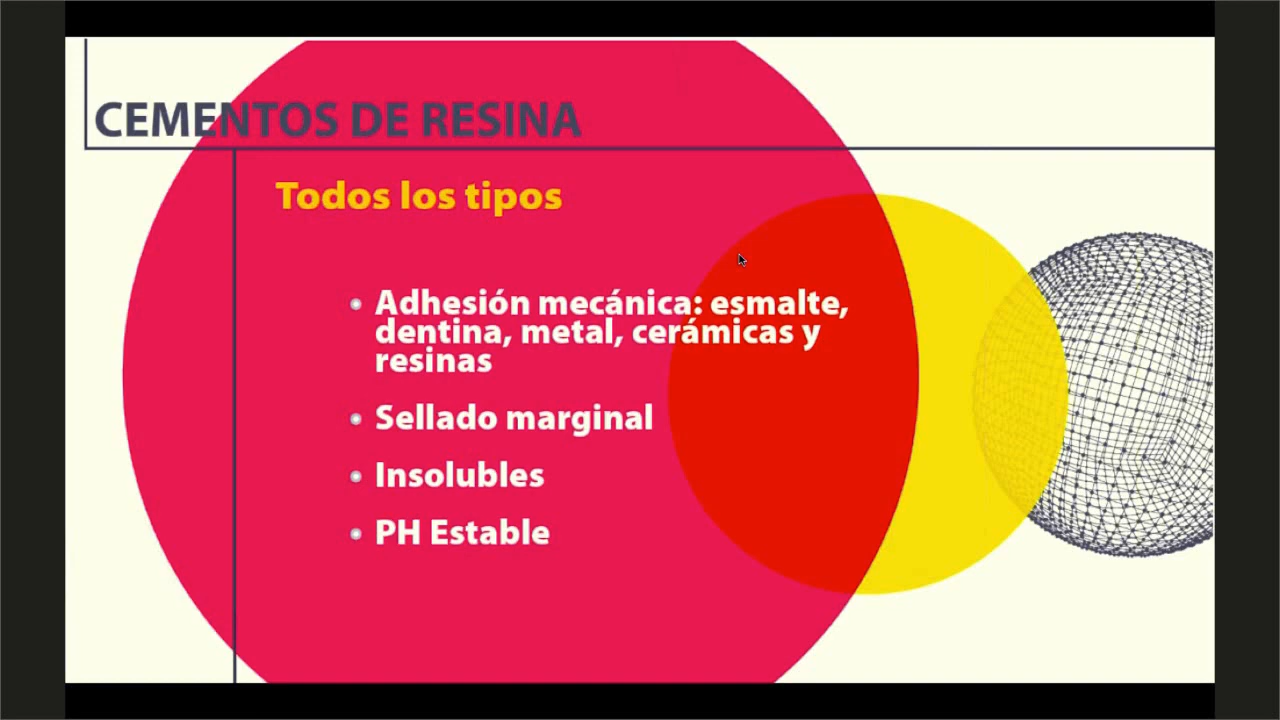 CEMENTOS DE RESINA
Todos los tipos
• Adhesión mecánica: esmalte,
dentina, metal, cerámicas y
resinas
• Sellado marginal
• Insolubles
• PH Estable